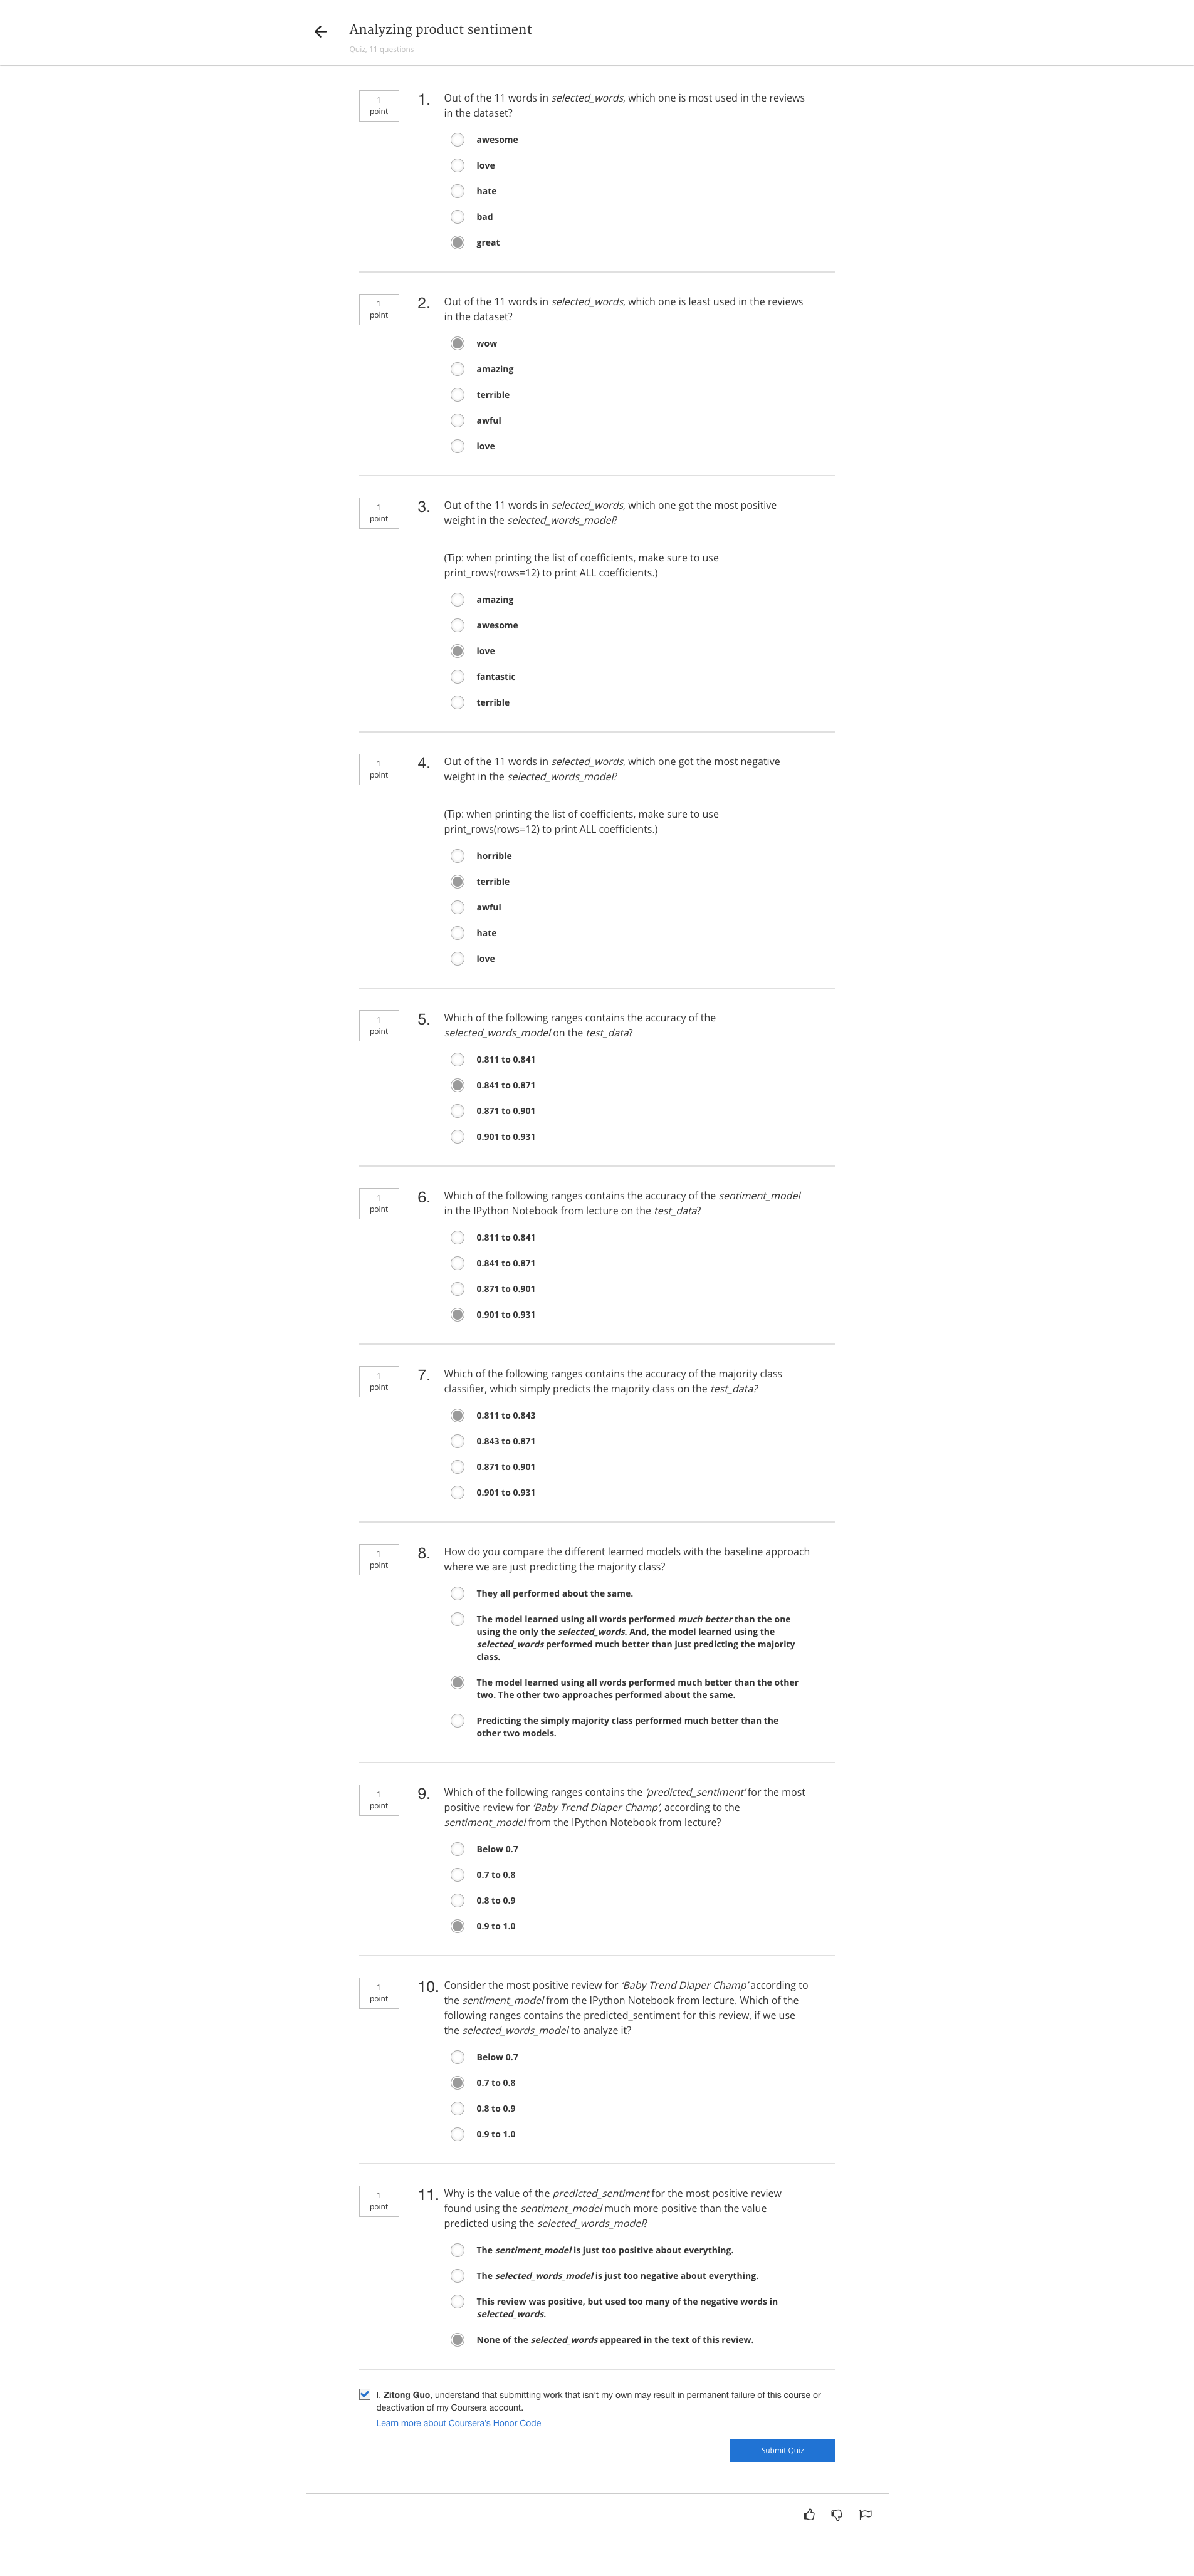 Analyzing product sentiment
Quiz, 11 questions
1
point
1.
Out of the 11 words in selected_words, which one is most used in the reviews
in the dataset?
awesome
love
hate
bad
great
1
point
2.
Out of the 11 words in selected_words, which one is least used in the reviews
in the dataset?
wow
amazing
terrible
awful
love
1
point
3.
Out of the 11 words in selected_words, which one got the most positive
weight in the selected_words_model?
(Tip: when printing the list of coefficients, make sure to use
print_rows(rows=12) to print ALL coefficients.)
amazing
awesome
love
fantastic
terrible
1
point
4.
Out of the 11 words in selected_words, which one got the most negative
weight in the selected_words_model?
(Tip: when printing the list of coefficients, make sure to use
print_rows(rows=12) to print ALL coefficients.)
horrible
terrible
awful
hate
love
1
point
5.
Which of the following ranges contains the accuracy of the
selected_words_model on the test_data?
0.811 to 0.841
0.841 to 0.871
0.871 to 0.901
0.901 to 0.931
1
point
6.
Which of the following ranges contains the accuracy of the sentiment_model
in the IPython Notebook from lecture on the test_data?
0.811 to 0.841
0.841 to 0.871
0.871 to 0.901
0.901 to 0.931
1
point
7.
Which of the following ranges contains the accuracy of the majority class
classifier, which simply predicts the majority class on the test_data?
0.811 to 0.843
0.843 to 0.871
0.871 to 0.901
0.901 to 0.931
1
point
8.
How do you compare the different learned models with the baseline approach
where we are just predicting the majority class?
They all performed about the same.
The model learned using all words performed much better than the one
using the only the selected_words. And, the model learned using the
selected_words performed much better than just predicting the majority
class.
The model learned using all words performed much better than the other
two. The other two approaches performed about the same.
Predicting the simply majority class performed much better than the
other two models.
1
point
9.
Which of the following ranges contains the ‘predicted_sentiment’ for the most
positive review for ‘Baby Trend Diaper Champ’, according to the
sentiment_model from the IPython Notebook from lecture?
Below 0.7
0.7 to 0.8
0.8 to 0.9
0.9 to 1.0
1
point
10.
Consider the most positive review for ‘Baby Trend Diaper Champ’ according to
the sentiment_model from the IPython Notebook from lecture. Which of the
following ranges contains the predicted_sentiment for this review, if we use
the selected_words_model to analyze it?
Below 0.7
0.7 to 0.8
0.8 to 0.9
0.9 to 1.0
1
point
11.
Why is the value of the predicted_sentiment for the most positive review
found using the sentiment_model much more positive than the value
predicted using the selected_words_model?
The sentiment_model is just too positive about everything.
The selected_words_model is just too negative about everything.
This review was positive, but used too many of the negative words in
selected_words.
None of the selected_words appeared in the text of this review.
I, Zitong Guo, understand that submitting work that isn’t my own may result in permanent failure of this course or
deactivation of my Coursera account.
Learn more about Coursera’s Honor Code
Submit Quiz